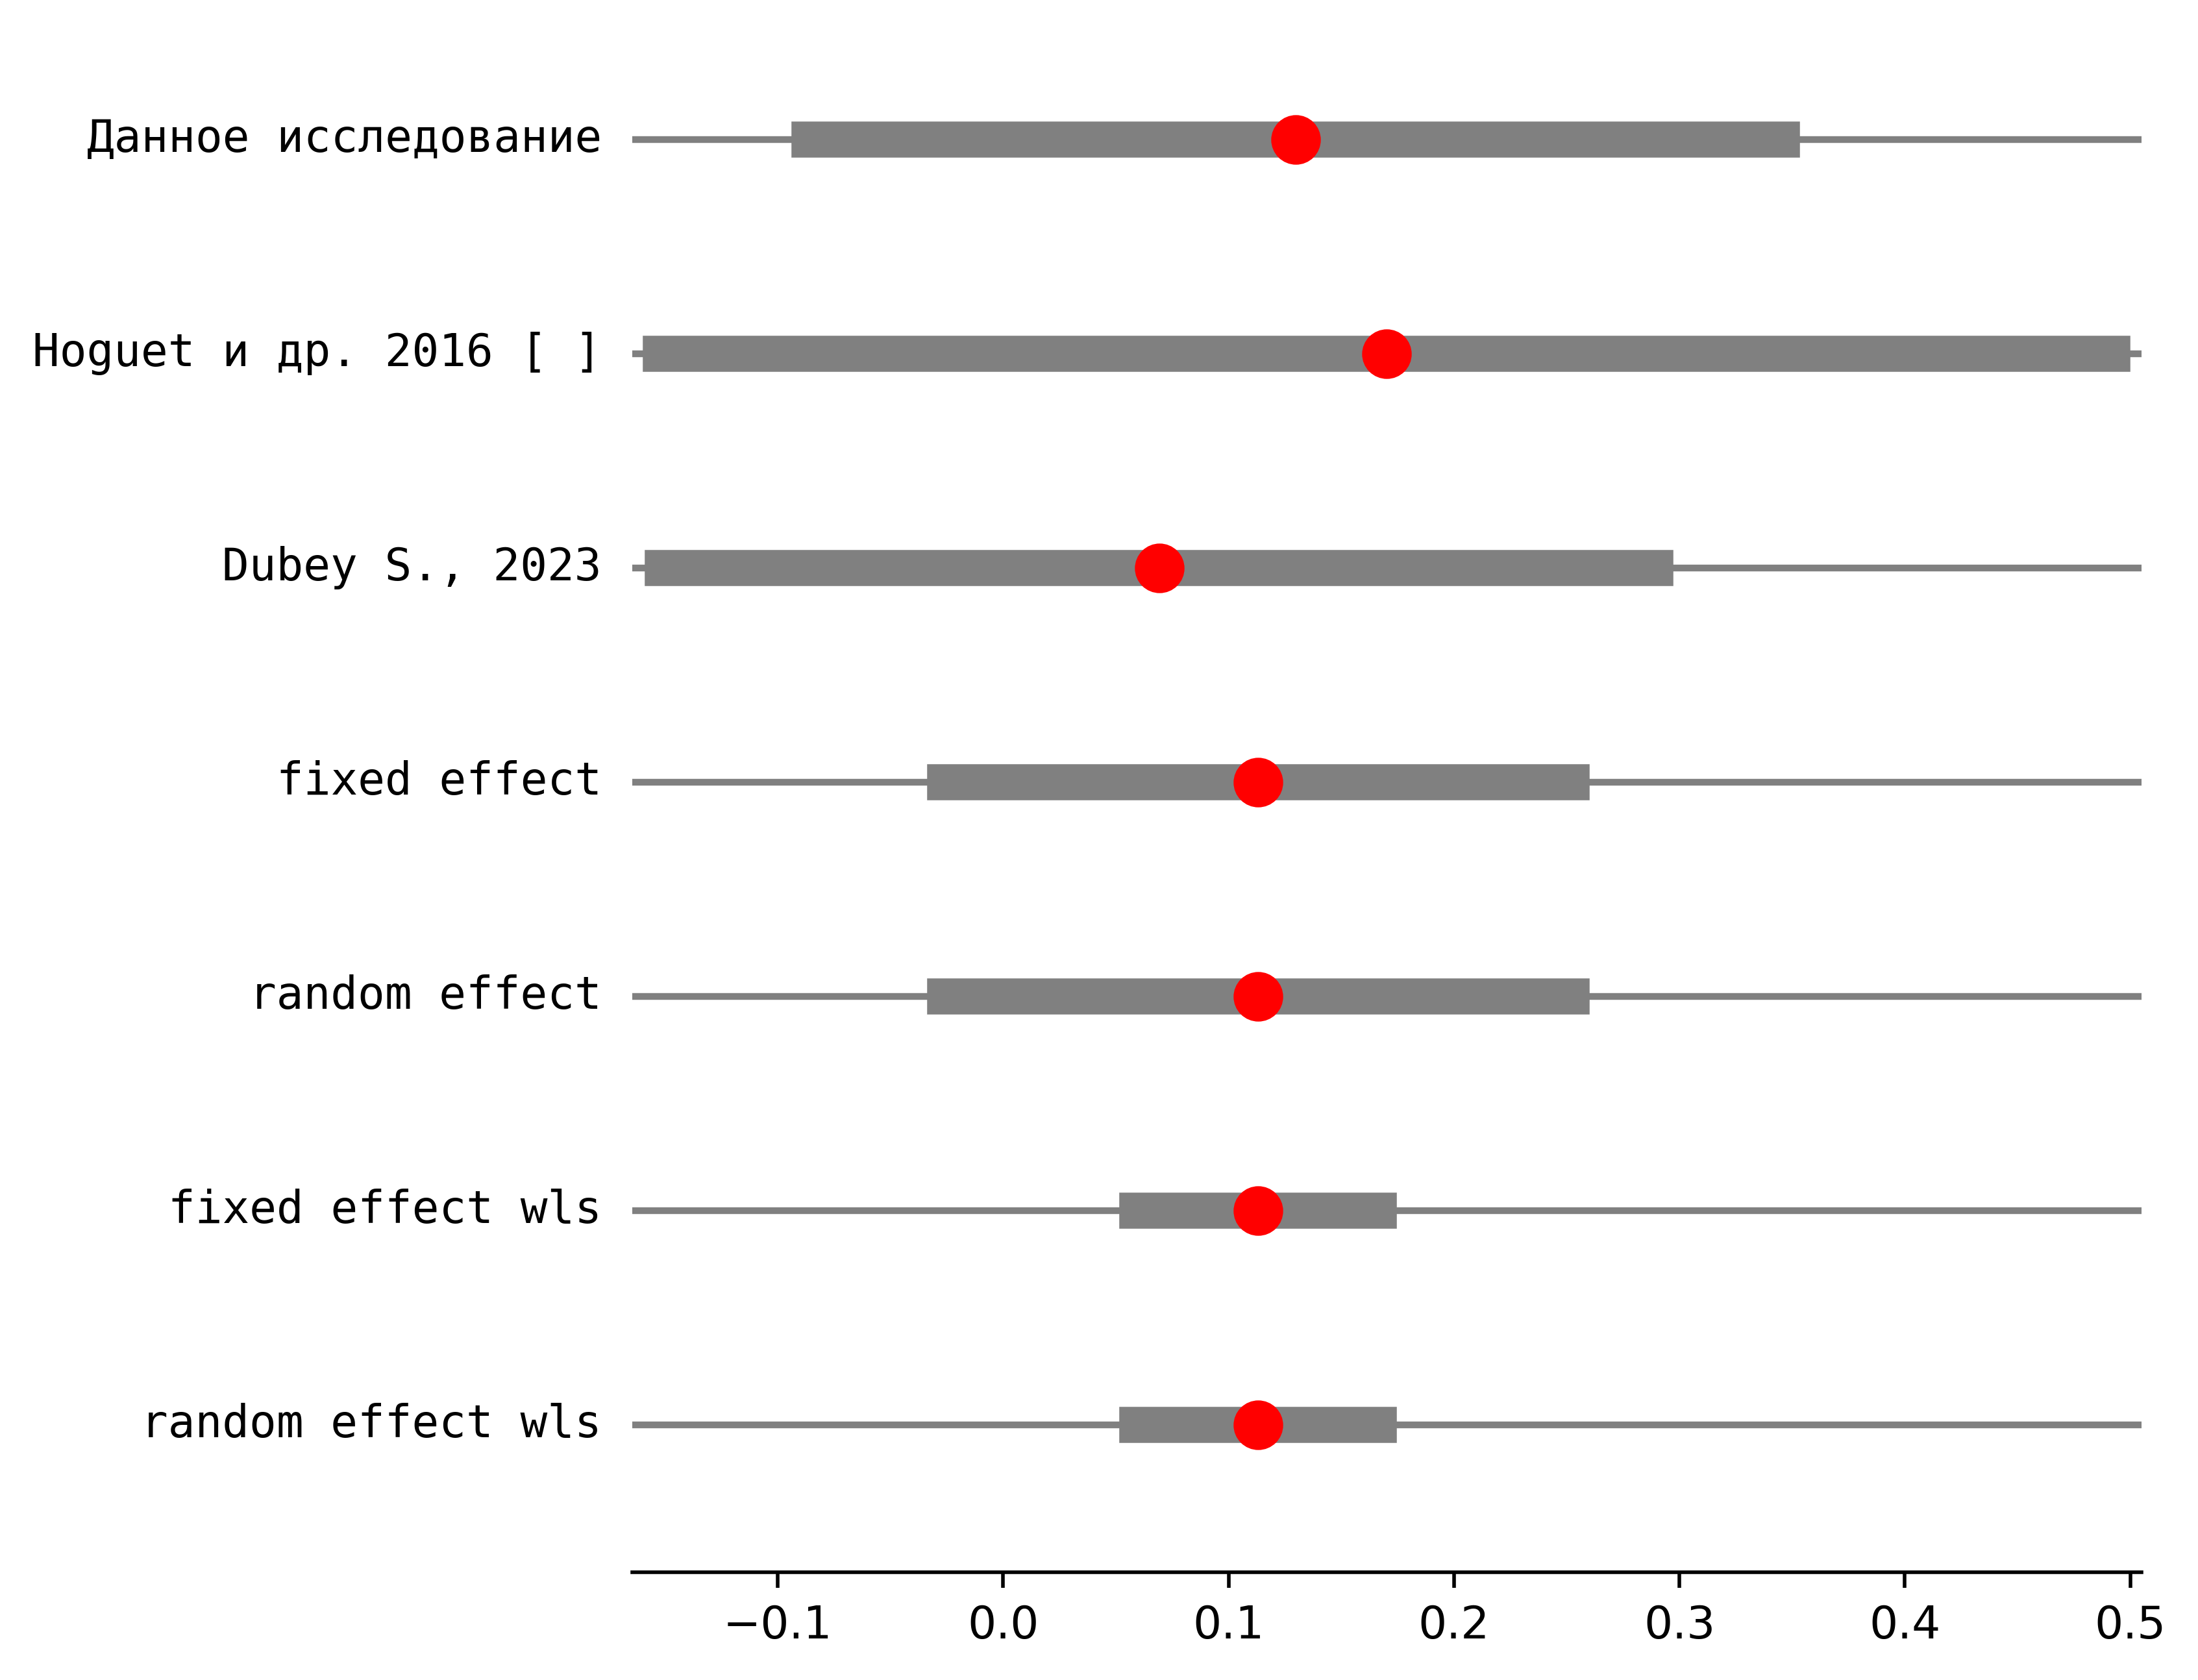 Данное исследование
Hoguet и др. 2016 [ ]
Dubey S., 2023
fixed effect
random effect
fixed effect wls
random effect wls
−0.1 0.0 0.1 0.2 0.3 0.4 0.5